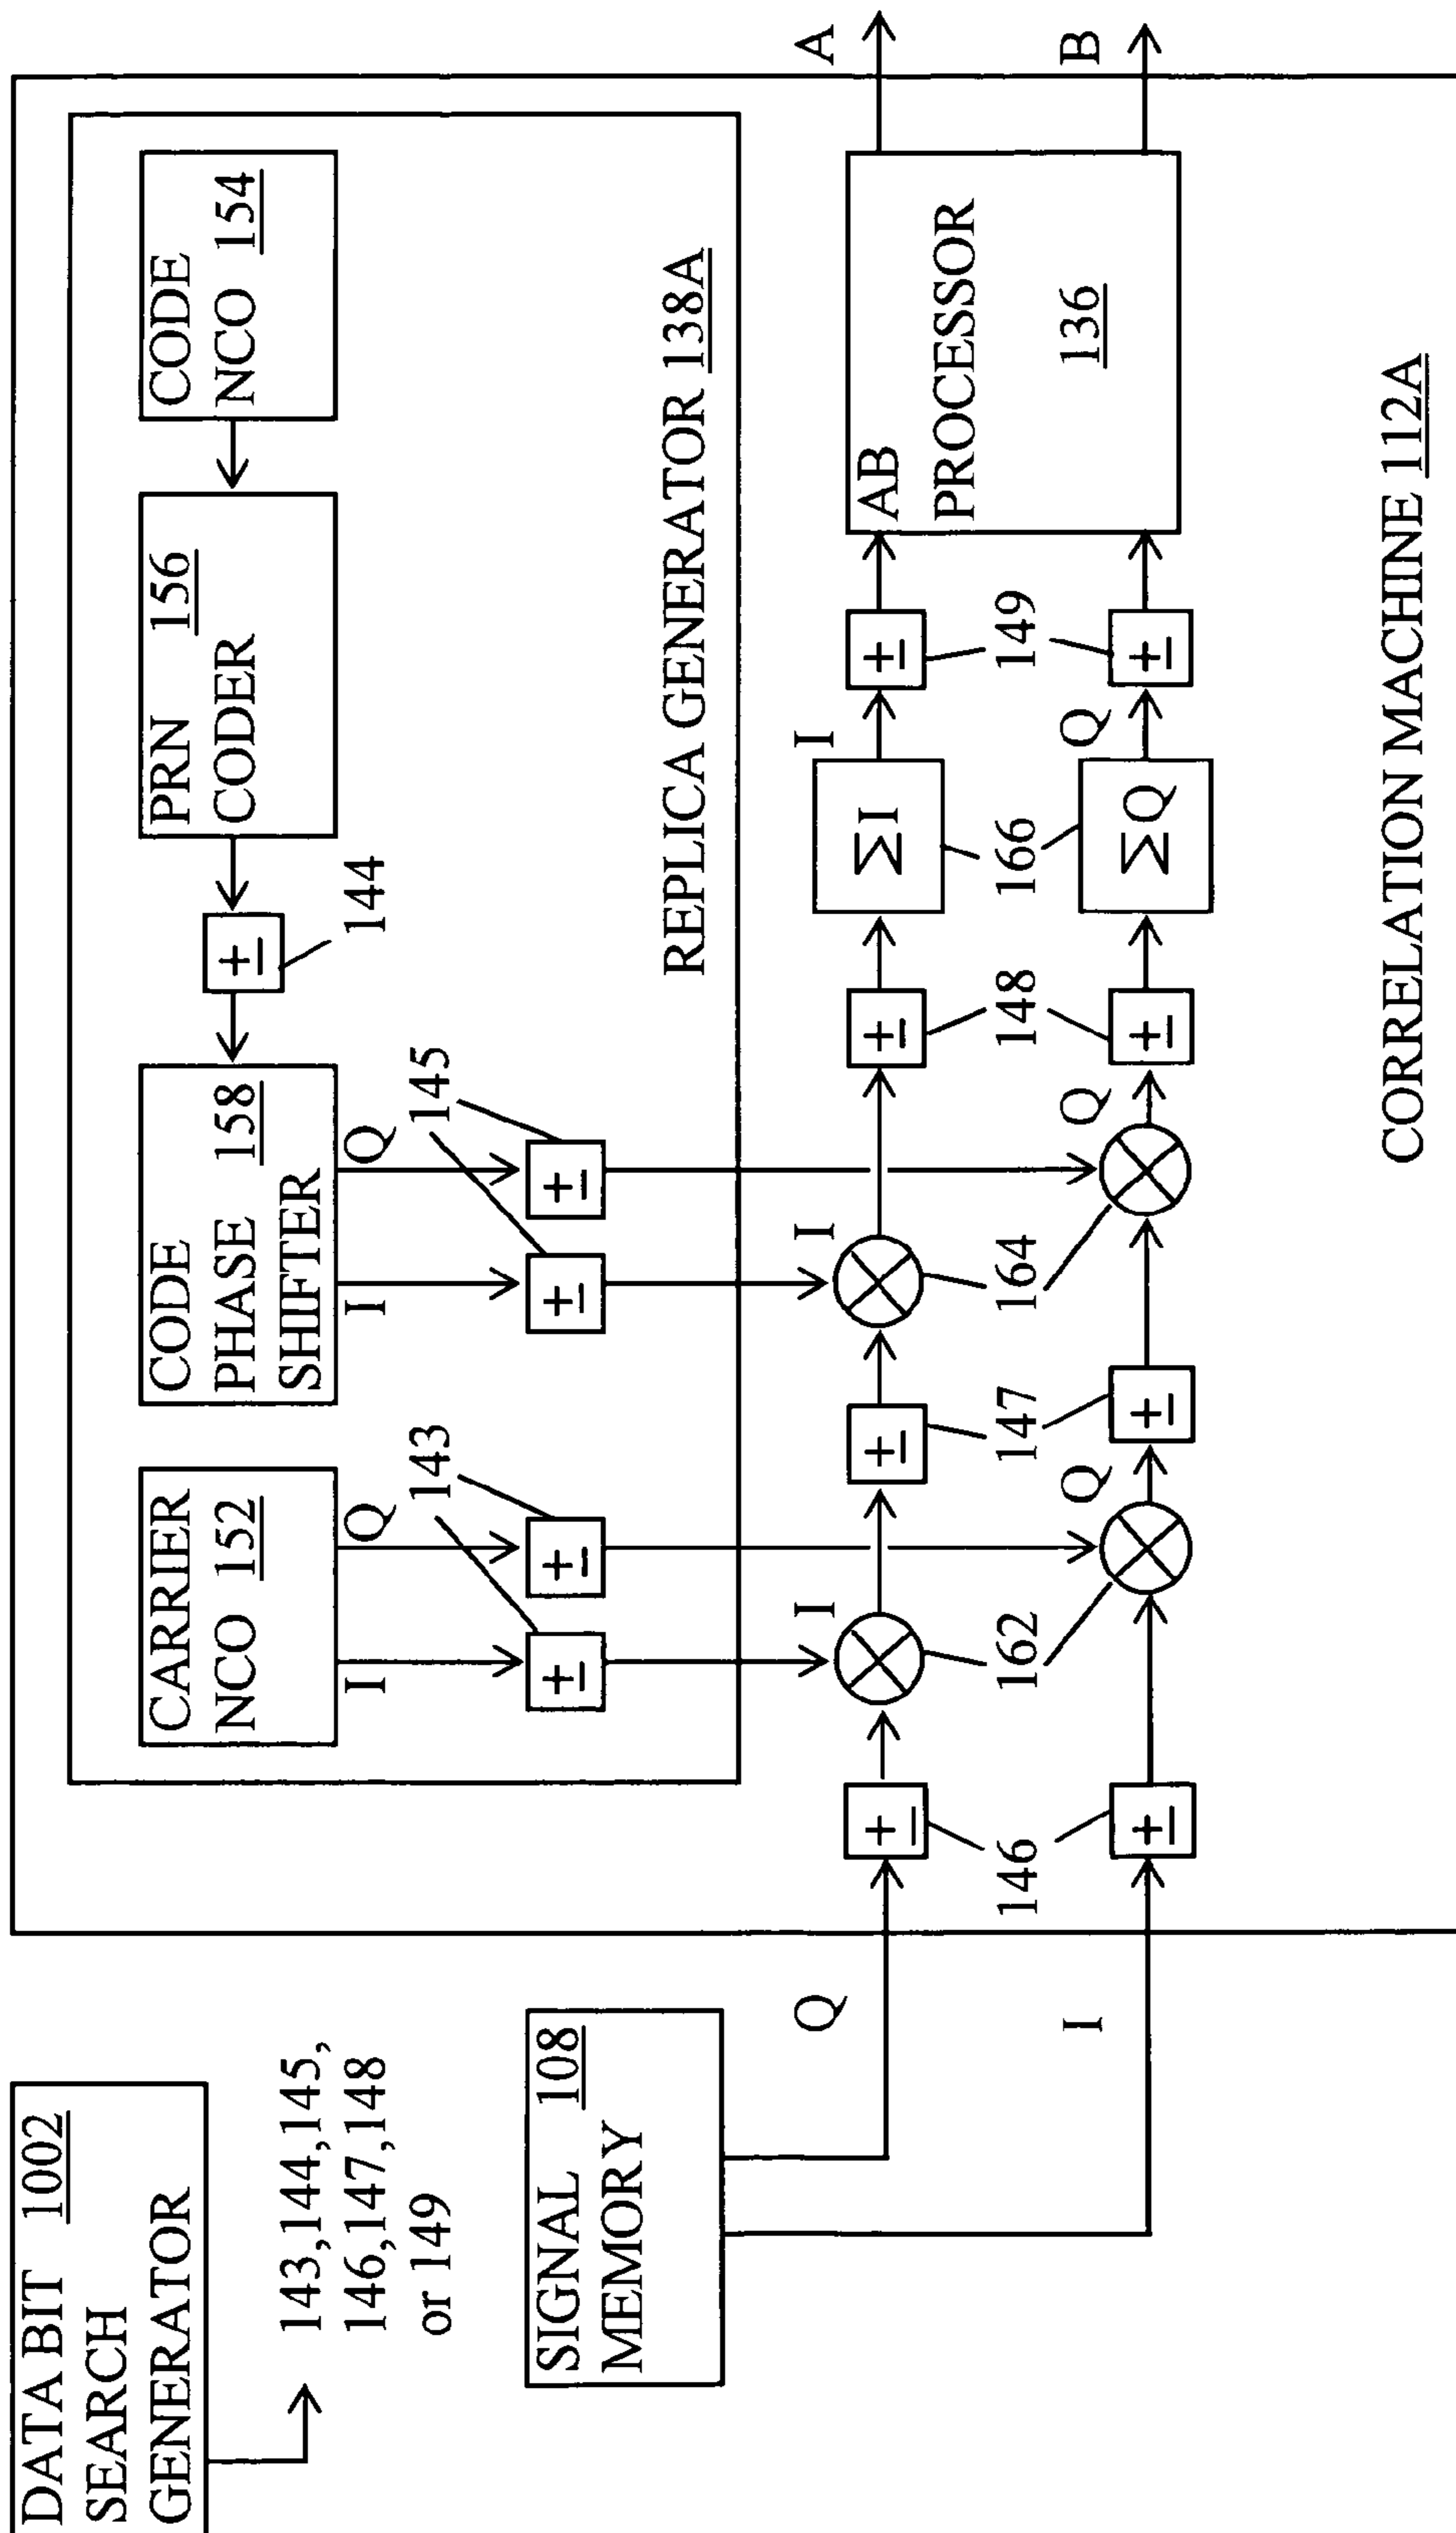 DATA BIT 1002
SEARCH
GENERATOR
143,144,145,
146,147,148
or 149
SIGNAL 108
MEMORY
Q
I
CARRIER
NCO 152
I
Q
143
±
±
CODE
PHASE 158
SHIFTER
I
Q
145
±
±
±
144
PRN 156
CODER
CODE
NCO 154
REPLICA GENERATOR 138A
±
±
146
I
Q
162
±
±
147
I
Q
164
±
±
148
ΣI
ΣQ
166
I
Q
±
±
149
AB
PROCESSOR
136
A
B
CORRELATION MACHINE 112A